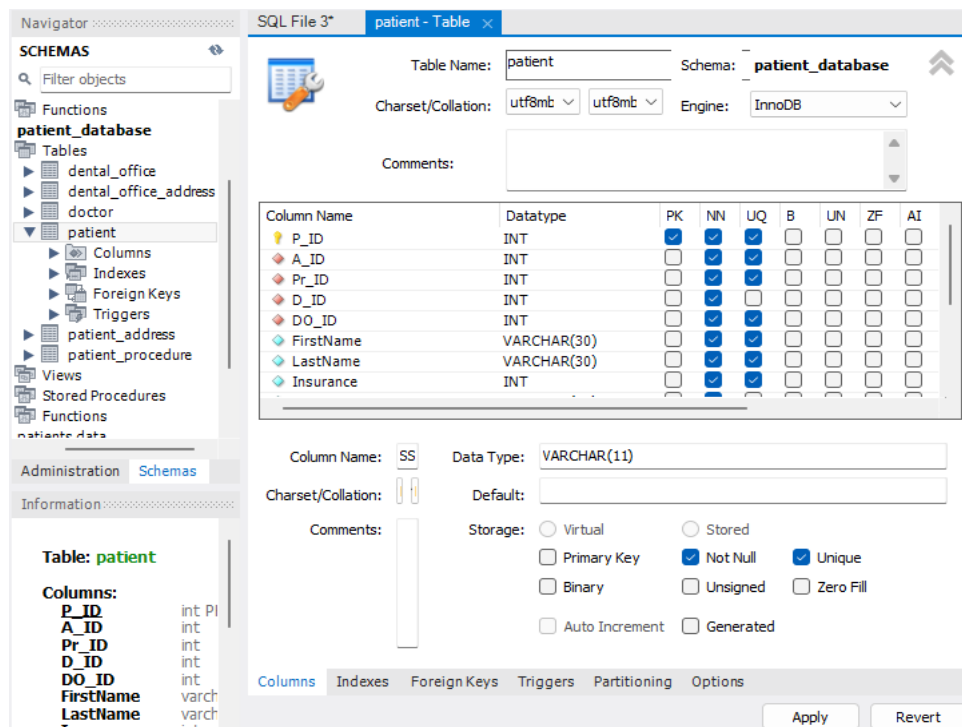 Navigator
SCHEMAS
Filter objects
Functions
patient_database
Tables
dental_office
dental_office_address
doctor
patient
Columns
Indexes
Foreign Keys
Triggers
patient_address
patient_procedure
Views
Stored Procedures
Functions
patients data
Administration Schemas
Information
Table: patient
Columns:
P_ID int PI
A_ID int
Pr_ID int
D_ID int
DO_ID int
FirstName varch
LastName varch
SQL File 3* patient - Table ×
Table Name: patient Schema: patient_database
Charset/Collation: utf8mb utf8mb Engine: InnoDB
Comments:
Column Name Datatype PK NN UQ B UN ZF AI
P_ID INT
A_ID INT
Pr_ID INT
D_ID INT
DO_ID INT
FirstName VARCHAR(30)
LastName VARCHAR(30)
Insurance INT
Column Name: SS Data Type: VARCHAR(11)
Charset/Collation: Default:
Comments: Storage: Virtual Stored
Primary Key Not Null Unique
Binary Unsigned Zero Fill
Auto Increment Generated
Columns Indexes Foreign Keys Triggers Partitioning Options
Apply Revert